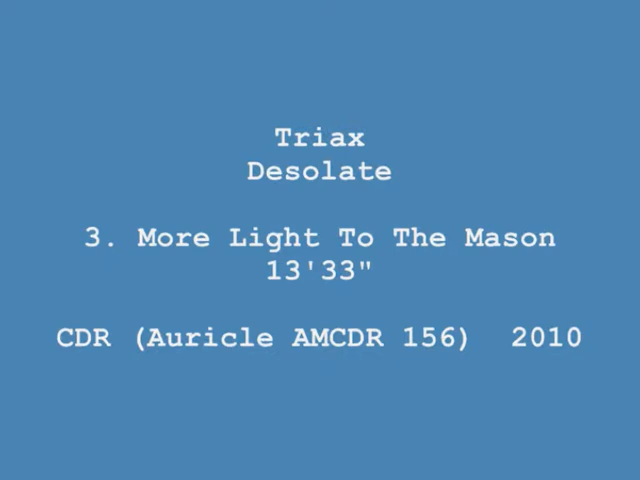 Triax
Desolate
3. More Light To The Mason
13'33"
CDR (Auricle AMCDR 156)  2010